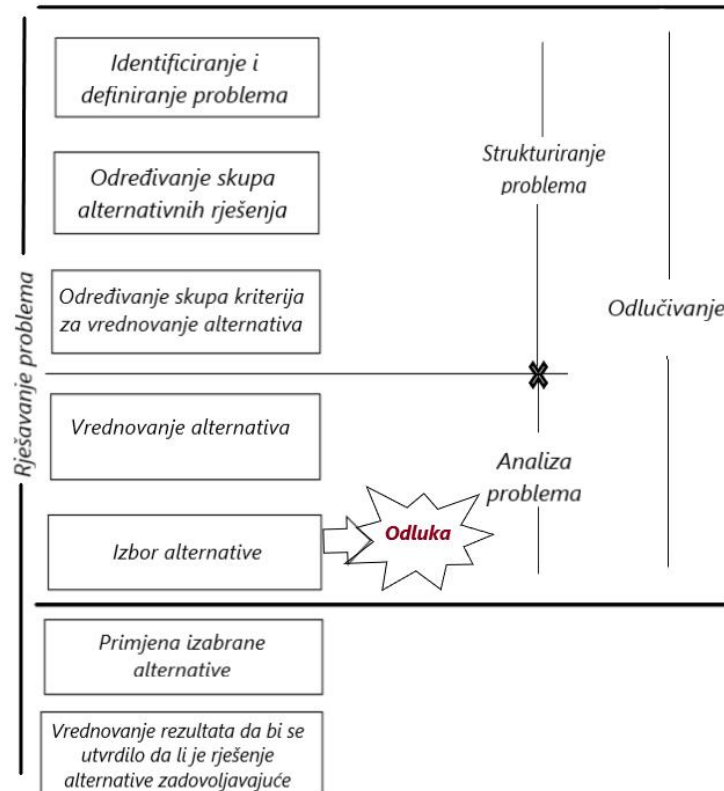 Identificiranje i
definiranje problema
Strukturiranje
problema
Određivanje skupa
alternativnih rješenja
Određivanje skupa kriterija
za vrednovanje alternativa
Odlučivanje
Rješavanje problema
Vrednovanje alternativa
Analiza
problema
Izbor alternative
Odluka
Primjena izabrane
alternative
Vrednovanje rezultata da bi se
utvrdilo da li je rješenje
alternative zadovoljavajuće